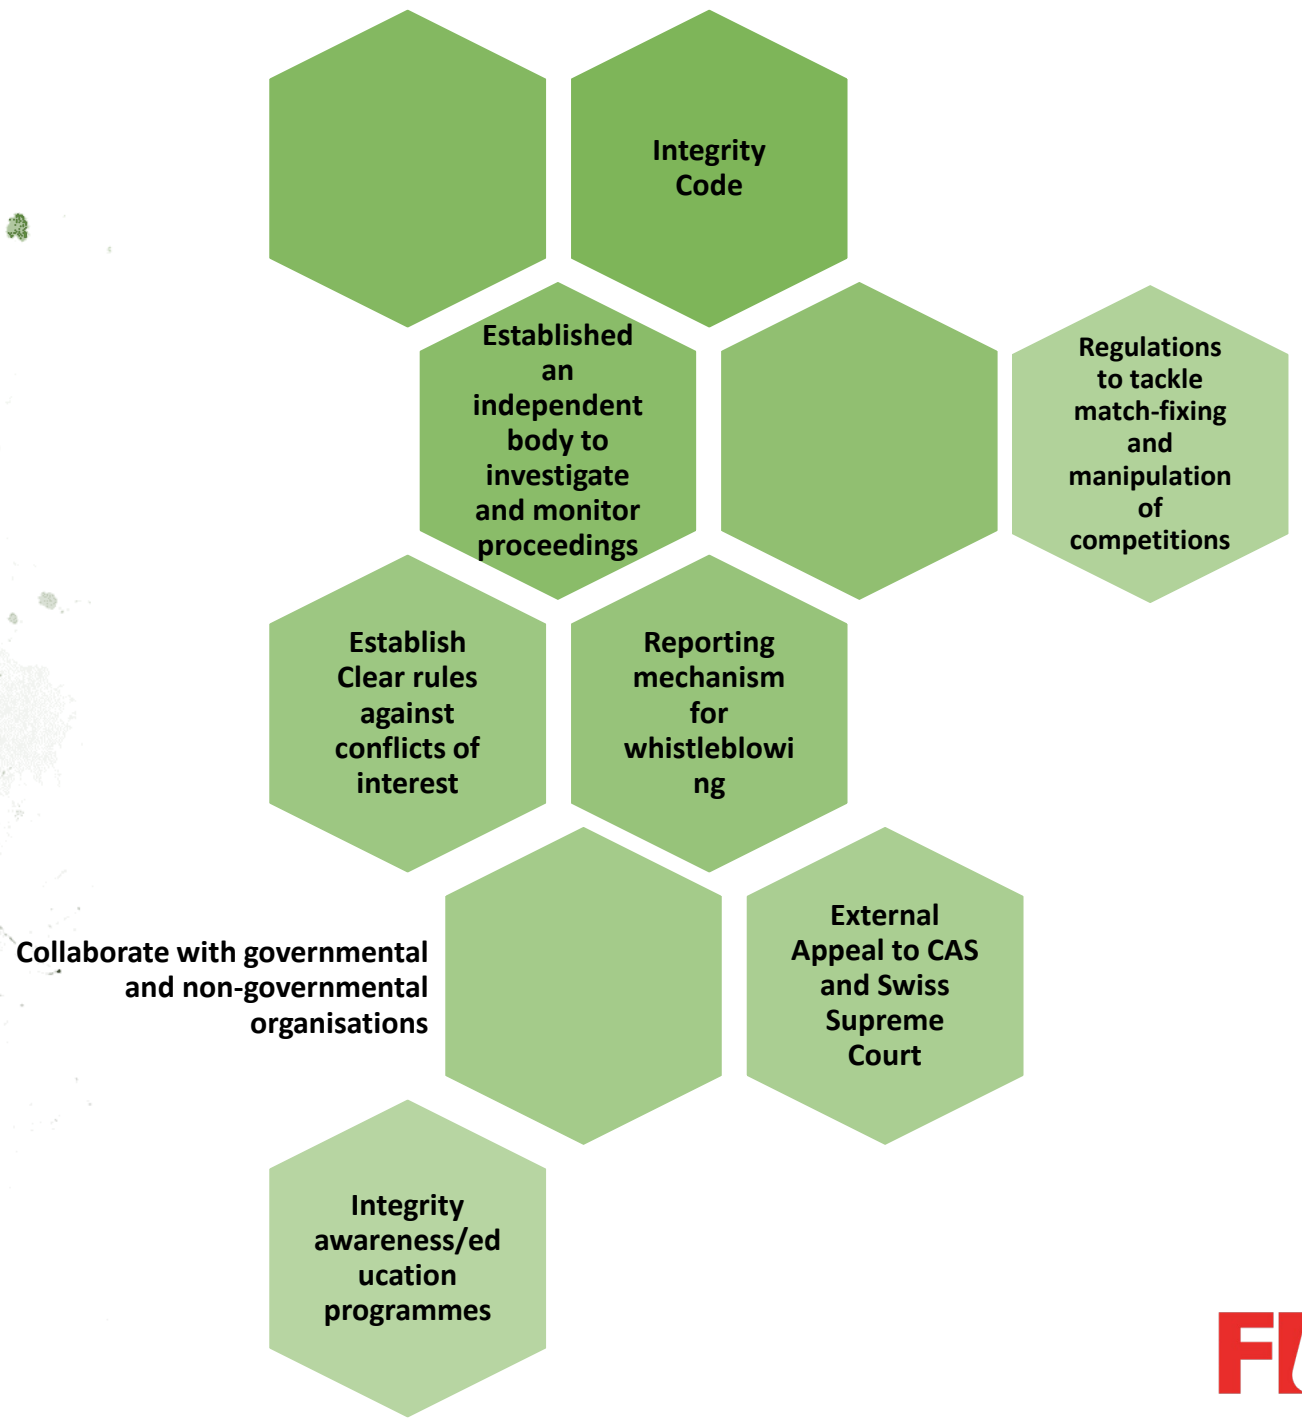 Integrity
Code
Established
an
independent
body to
investigate
and monitor
proceedings
Regulations
to tackle
match-fixing
and
manipulation
of
competitions
Establish
Clear rules
against
conflicts of
interest
Reporting
mechanism
for
whistleblowi
ng
Collaborate with governmental
and non-governmental
organisations
External
Appeal to CAS
and Swiss
Supreme
Court
Integrity
awareness/ed
ucation
programmes